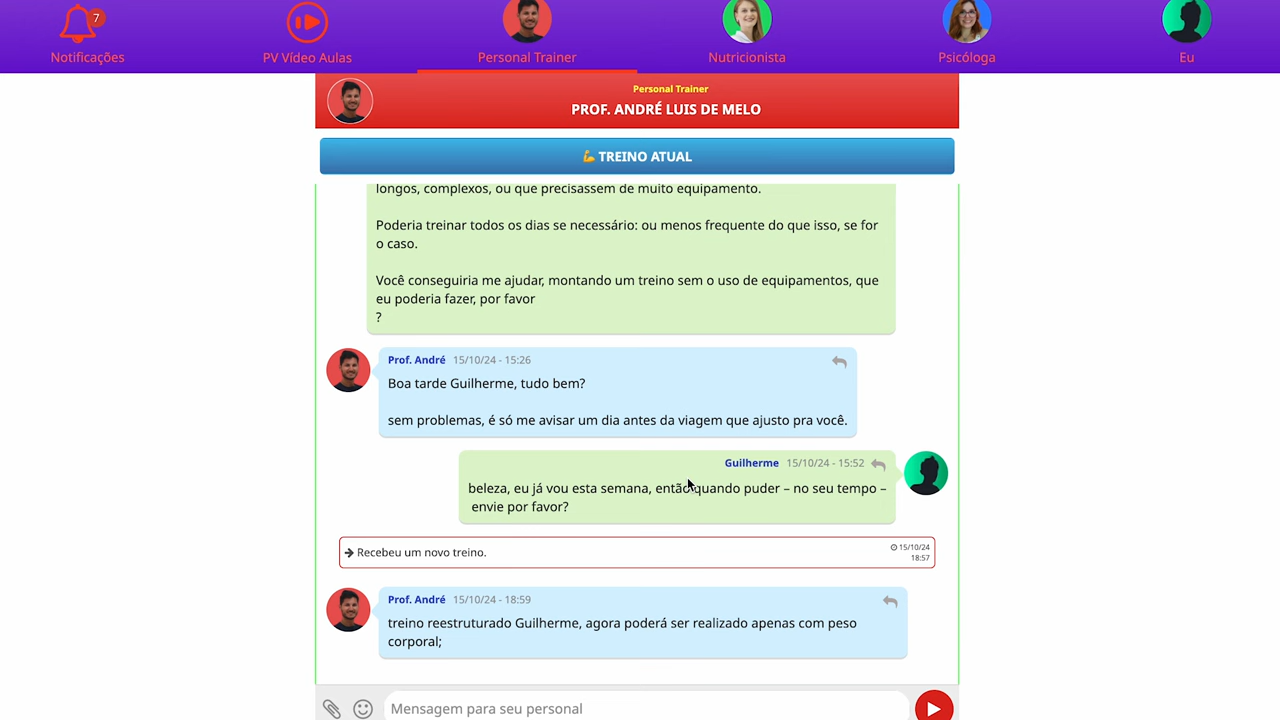 7
Notificações
PV Vídeo Aulas
Personal Trainer
Nutricionista
Psicóloga
Eu
Personal Trainer
PROF. ANDRÉ LUIS DE MELO
💪 TREINO ATUAL
longos, complexos, ou que precisassem de muito equipamento.
Poderia treinar todos os dias se necessário: ou menos frequente do que isso, se for
o caso.
Você conseguiria me ajudar, montando um treino sem o uso de equipamentos, que
eu poderia fazer, por favor
?
Prof. André 15/10/24 - 15:26
Boa tarde Guilherme, tudo bem?
sem problemas, é só me avisar um dia antes da viagem que ajusto pra você.
Guilherme 15/10/24 - 15:52
beleza, eu já vou esta semana, então quando puder – no seu tempo –
envie por favor?
Recebeu um novo treino.
15/10/24
18:57
Prof. André 15/10/24 - 18:59
treino reestruturado Guilherme, agora poderá ser realizado apenas com peso
corporal;
Mensagem para seu personal